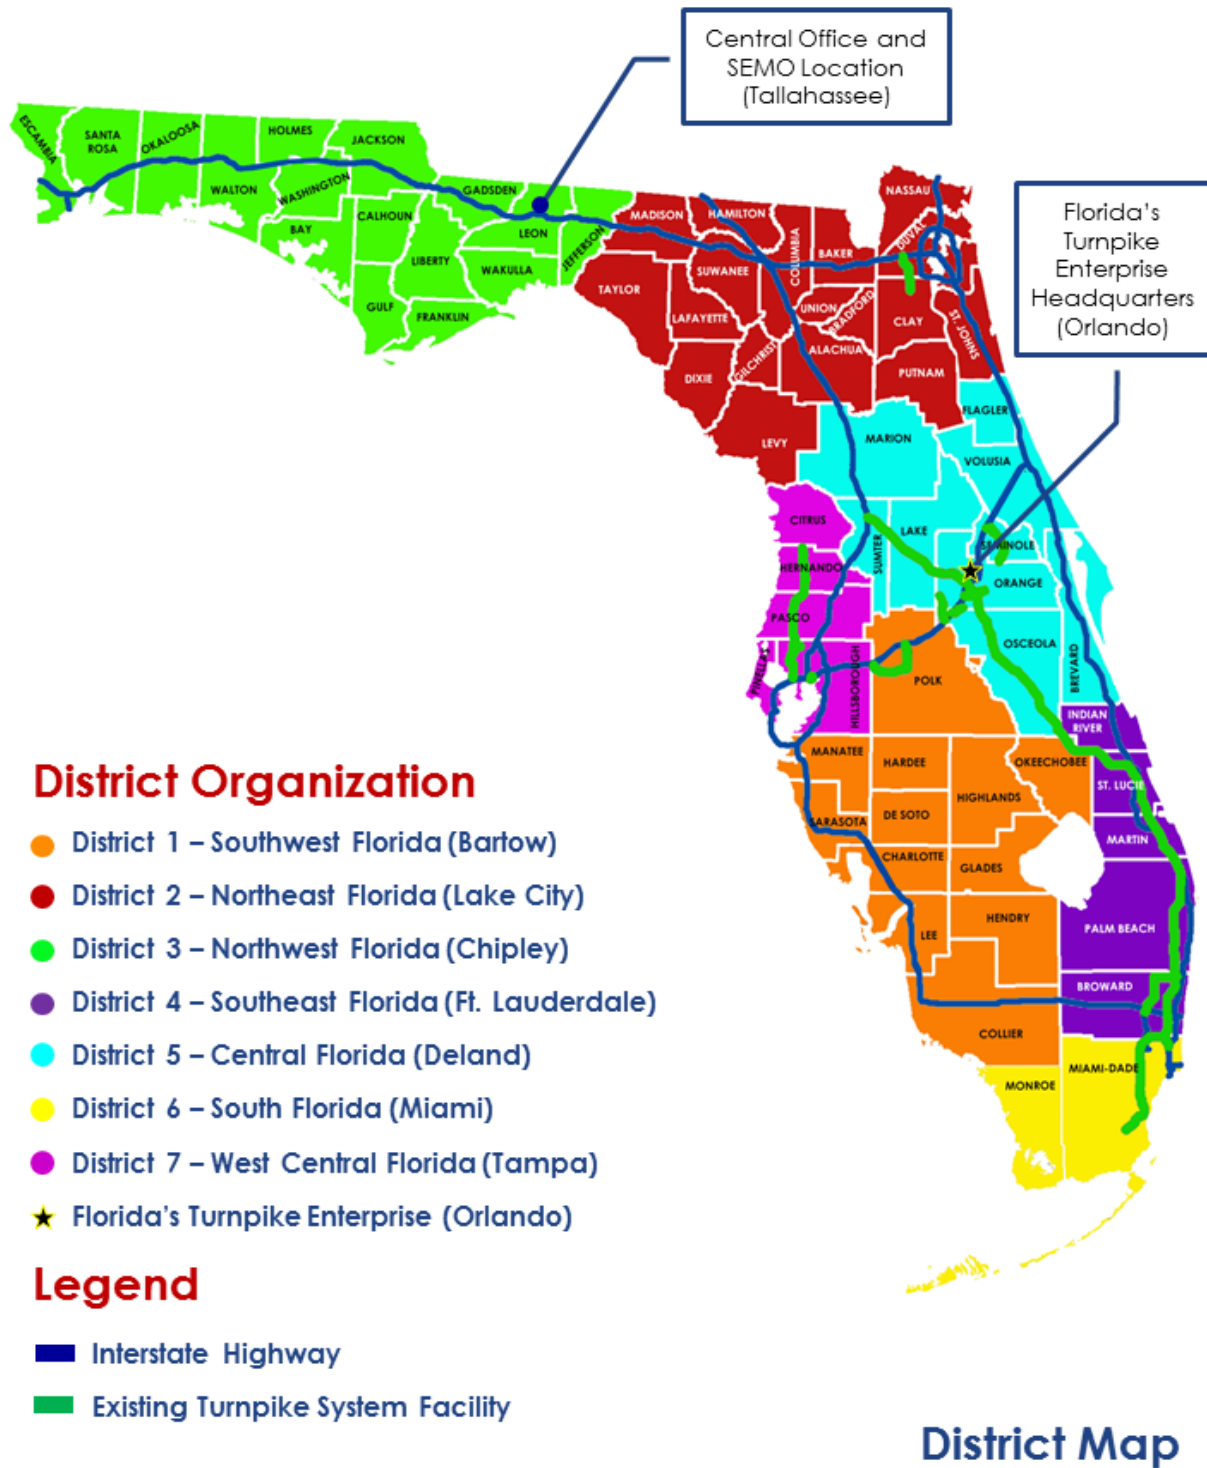 Central Office and
SEMO Location
(Tallahassee)
Florida's
Turnpike
Enterprise
Headquarters
(Orlando)
ESCAMBIA
SANTA
ROSA
OKALOOSA
HOLMES
JACKSON
WALTON
WASHINGTON
BAY
CALHOUN
GADSDEN
LEON
JEFFERSON
LIBERTY
WAKULLA
GULF
FRANKLIN
MADISON
HAMILTON
COLUMBIA
BAKER
NASSAU
DUVAL
TAYLOR
SUWANEE
LAFAYETTE
UNION
BRADFORD
CLAY
ST. JOHNS
DIXIE
GILCHRIST
ALACHUA
PUTNAM
LEVY
FLAGLER
MARION
VOLUSIA
CITRUS
SUMTER
LAKE
SEMINOLE
HERNANDO
ORANGE
PASCO
OSCEOLA
BREVARD
PINELLAS
HILLSBOROUGH
POLK
INDIAN
RIVER
MANATEE
HARDEE
OKEECHOBEE
ST. LUCIE
HIGHLANDS
SARASOTA
DE SOTO
MARTIN
CHARLOTTE
GLADES
LEE
HENDRY
PALM BEACH
BROWARD
COLLIER
MONROE
MIAMI-DADE
District Organization
District 1 – Southwest Florida (Bartow)
District 2 – Northeast Florida (Lake City)
District 3 – Northwest Florida (Chipley)
District 4 – Southeast Florida (Ft. Lauderdale)
District 5 – Central Florida (Deland)
District 6 – South Florida (Miami)
District 7 – West Central Florida (Tampa)
Florida's Turnpike Enterprise (Orlando)
Legend
Interstate Highway
Existing Turnpike System Facility
District Map